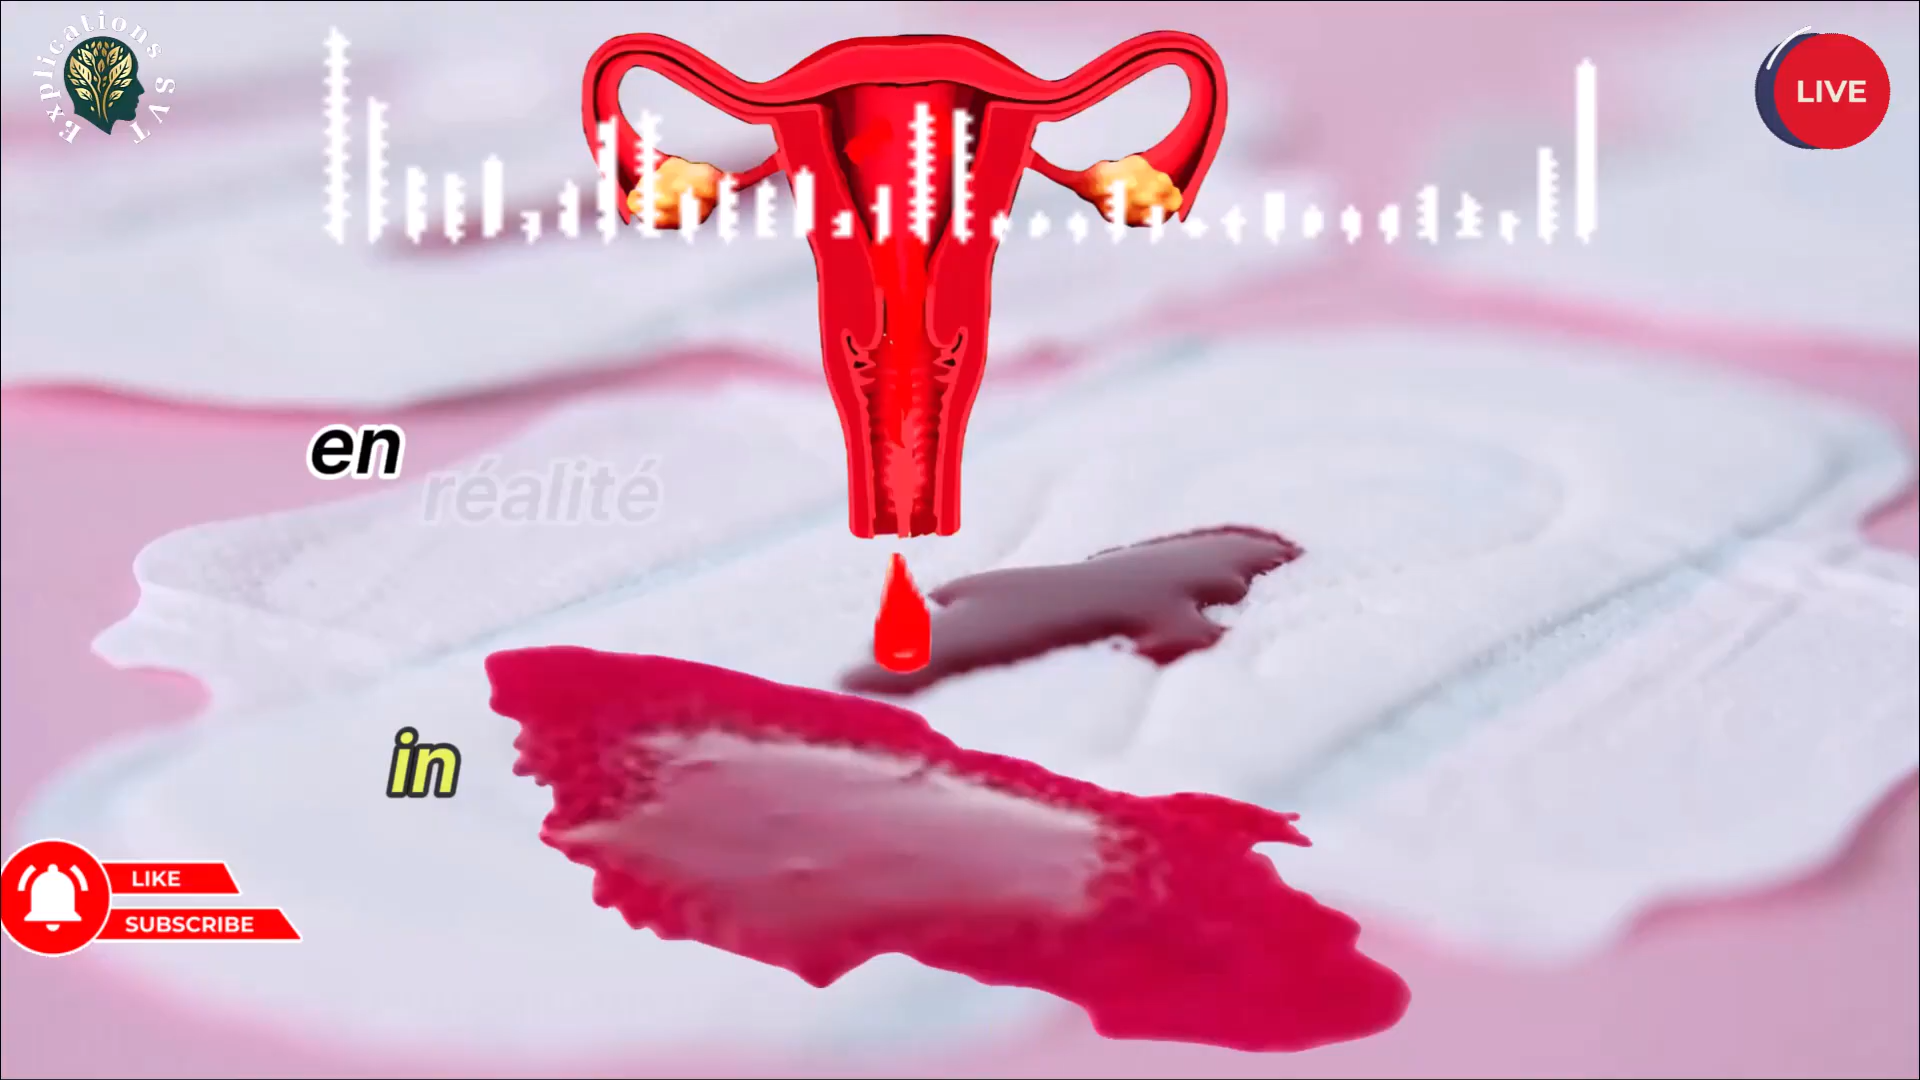 Explications SVT
LIVE
en
réalité
in
LIKE
SUBSCRIBE